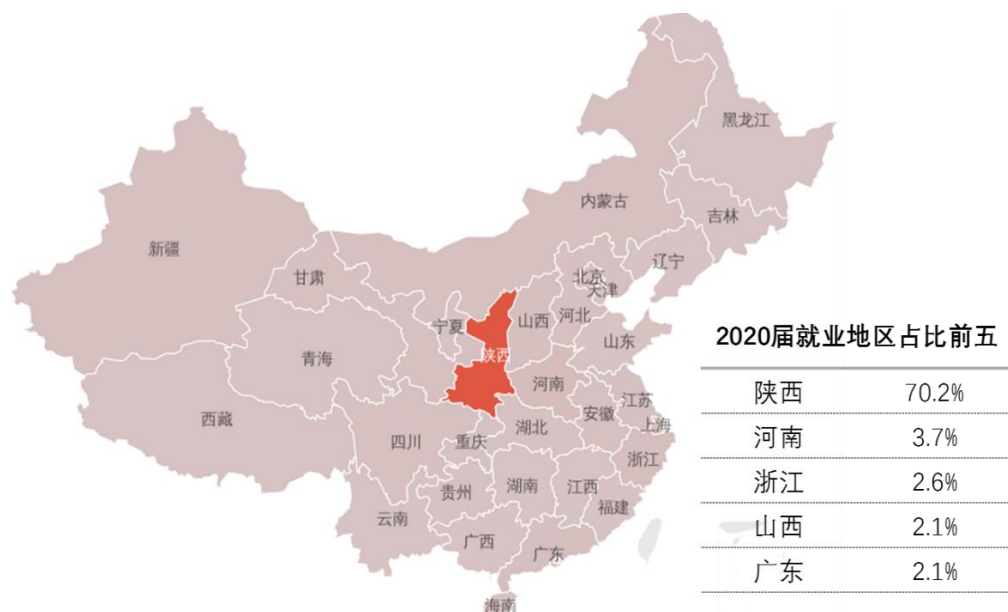 黑龙江
内蒙古
吉林
新疆
辽宁
甘肃
北京
天津
宁夏
山西
河北
山东
陕西
青海
河南
西藏
江苏
安徽
上海
四川
重庆
湖北
浙江
贵州
湖南
江西
福建
云南
广西
广东
海南
2020届就业地区占比前五
陕西 70.2%
河南 3.7%
浙江 2.6%
山西 2.1%
广东 2.1%